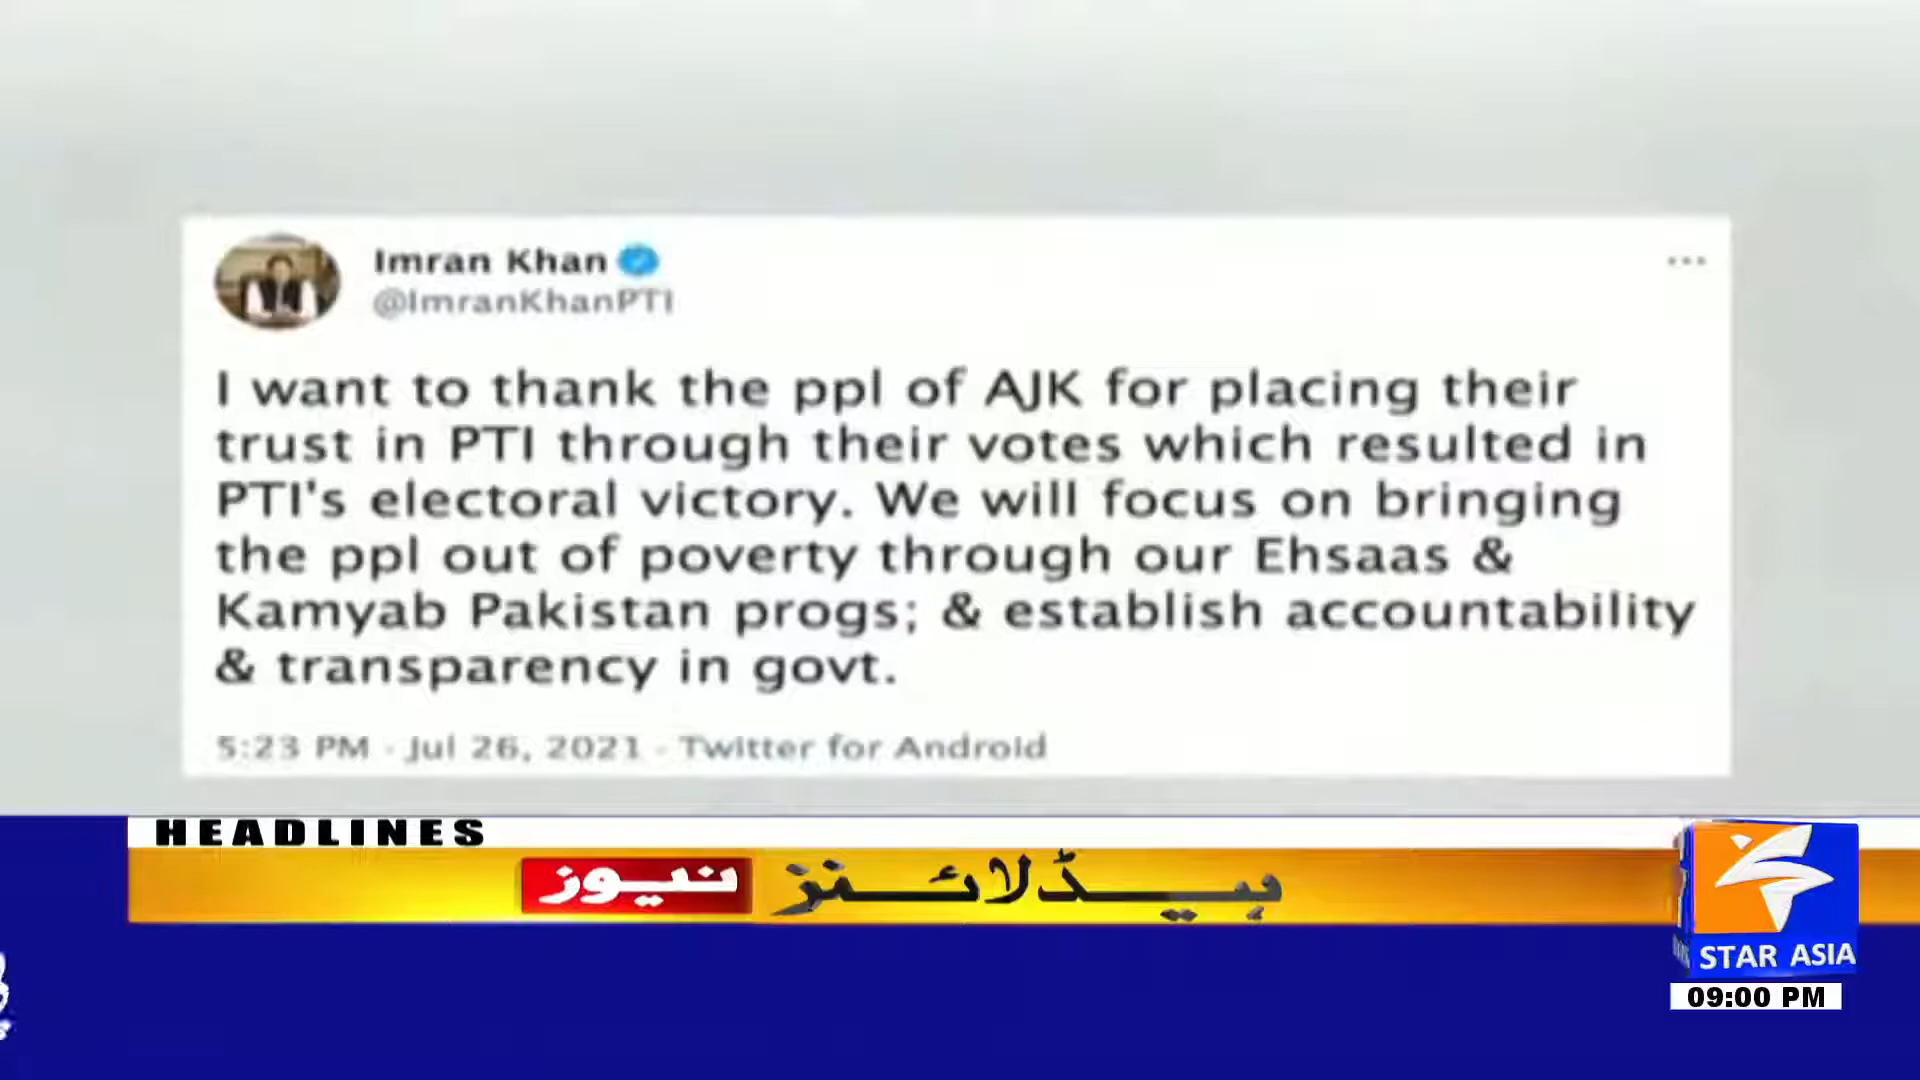 Imran Khan
@ImranKhanPTI
I want to thank the ppl of AJK for placing their
trust in PTI through their votes which resulted in
PTI's electoral victory. We will focus on bringing
the ppl out of poverty through our Ehsaas &
Kamyab Pakistan progs; & establish accountability
& transparency in govt.
5:23 PM - Jul 26, 2021 - Twitter for Android
HEADLINES
ہیڈلائنز نیوز
STAR ASIA
09:00 PM